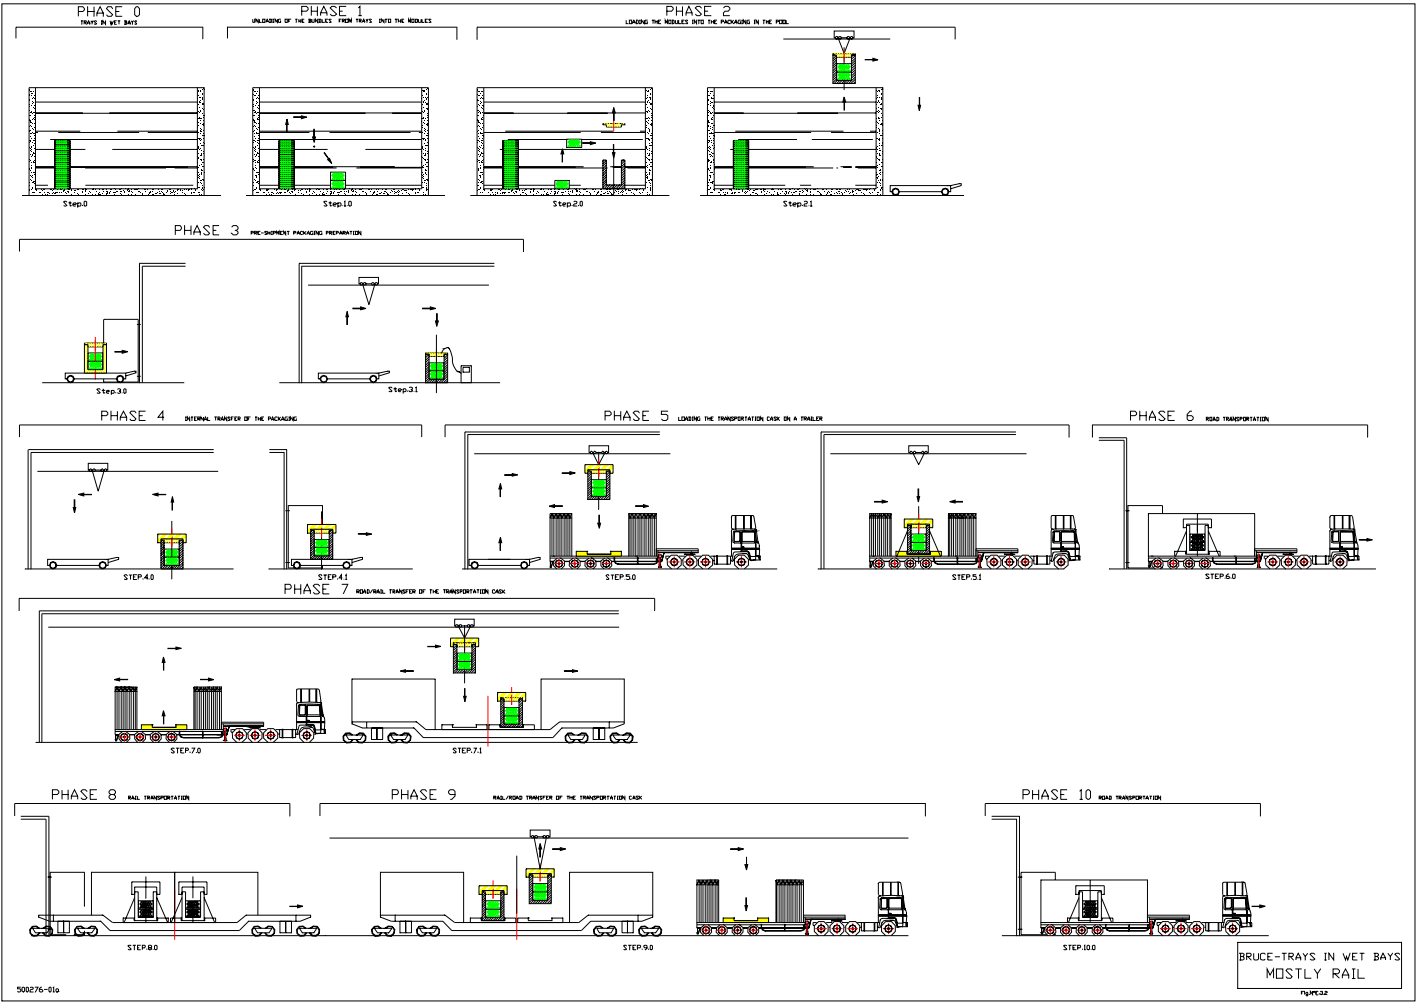 PHASE 0
TRAYS IN WET BAYS
PHASE 1
UNLOADING OF THE BUNDLES FROM TRAYS INTO THE MODULES
PHASE 2
LOADING THE MODULES INTO THE PACKAGING IN THE POOL
Step.0
Step.1.0
Step.2.0
Step.2.1
PHASE 3 PRE-SHIPMENT PACKAGING PREPARATION
Step.3.0
Step.3.1
PHASE 4 INTERNAL TRANSFER OF THE PACKAGING
PHASE 5 LOADING THE TRANSPORTATION CASK ON A TRAILER
PHASE 6 ROAD TRANSPORTATION
STEP.4.0
STEP.4.1
STEP.5.0
STEP.5.1
STEP.6.0
PHASE 7 ROAD/RAIL TRANSFER OF THE TRANSPORTATION CASK
STEP.7.0
STEP.7.1
PHASE 8 RAIL TRANSPORTATION
PHASE 9 RAIL/ROAD TRANSFER OF THE TRANSPORTATION CASK
PHASE 10 ROAD TRANSPORTATION
STEP.8.0
STEP.9.0
STEP.10.0
BRUCE-TRAYS IN WET BAYS
MOSTLY RAIL
500276-01a